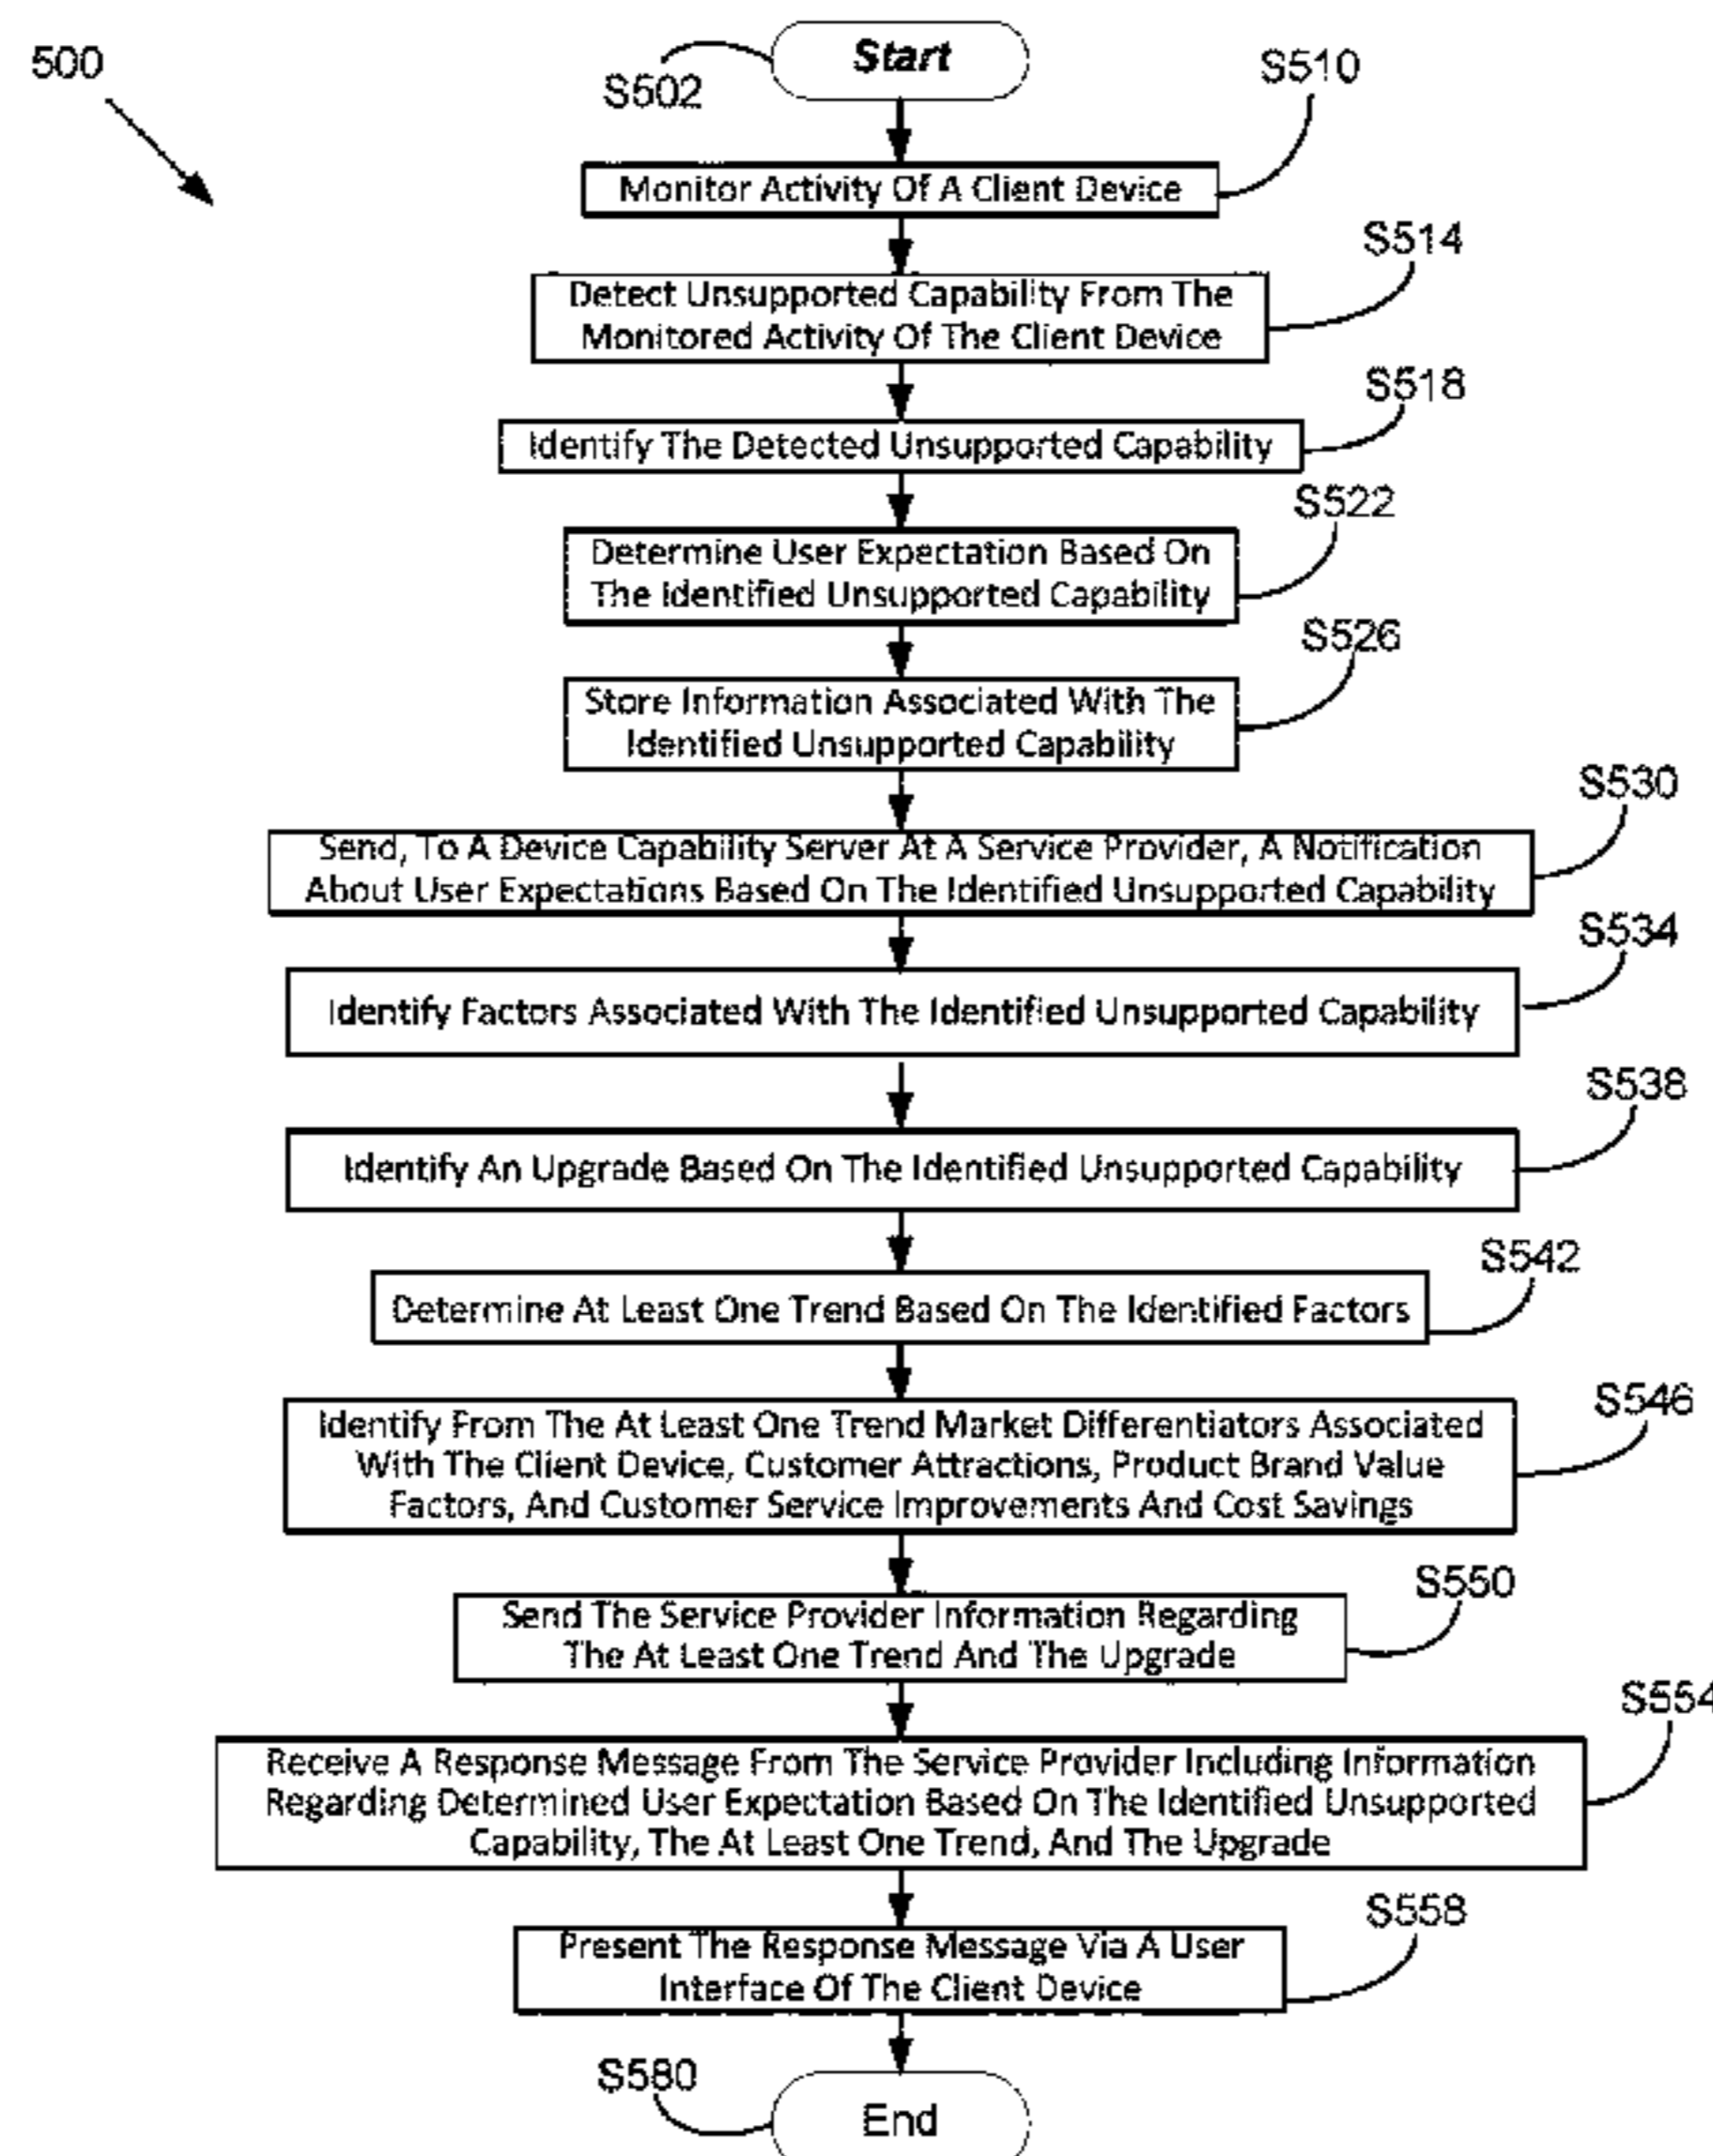 500
Start
S502
S510
Monitor Activity Of A Client Device
S514
Detect Unsupported Capability From The
Monitored Activity Of The Client Device
S518
Identify The Detected Unsupported Capability
S522
Determine User Expectation Based On
The Identified Unsupported Capability
S526
Store Information Associated With The
Identified Unsupported Capability
S530
Send, To A Device Capability Server At A Service Provider, A Notification
About User Expectations Based On The Identified Unsupported Capability
S534
Identify Factors Associated With The Identified Unsupported Capability
S538
Identify An Upgrade Based On The Identified Unsupported Capability
S542
Determine At Least One Trend Based On The Identified Factors
S546
Identify From The At Least One Trend Market Differentiators Associated
With The Client Device, Customer Attractions, Product Brand Value
Factors, And Customer Service Improvements And Cost Savings
S550
Send The Service Provider Information Regarding
The At Least One Trend And The Upgrade
S554
Receive A Response Message From The Service Provider Including Information
Regarding Determined User Expectation Based On The Identified Unsupported
Capability, The At Least One Trend, And The Upgrade
S558
Present The Response Message Via A User
Interface Of The Client Device
S580
End